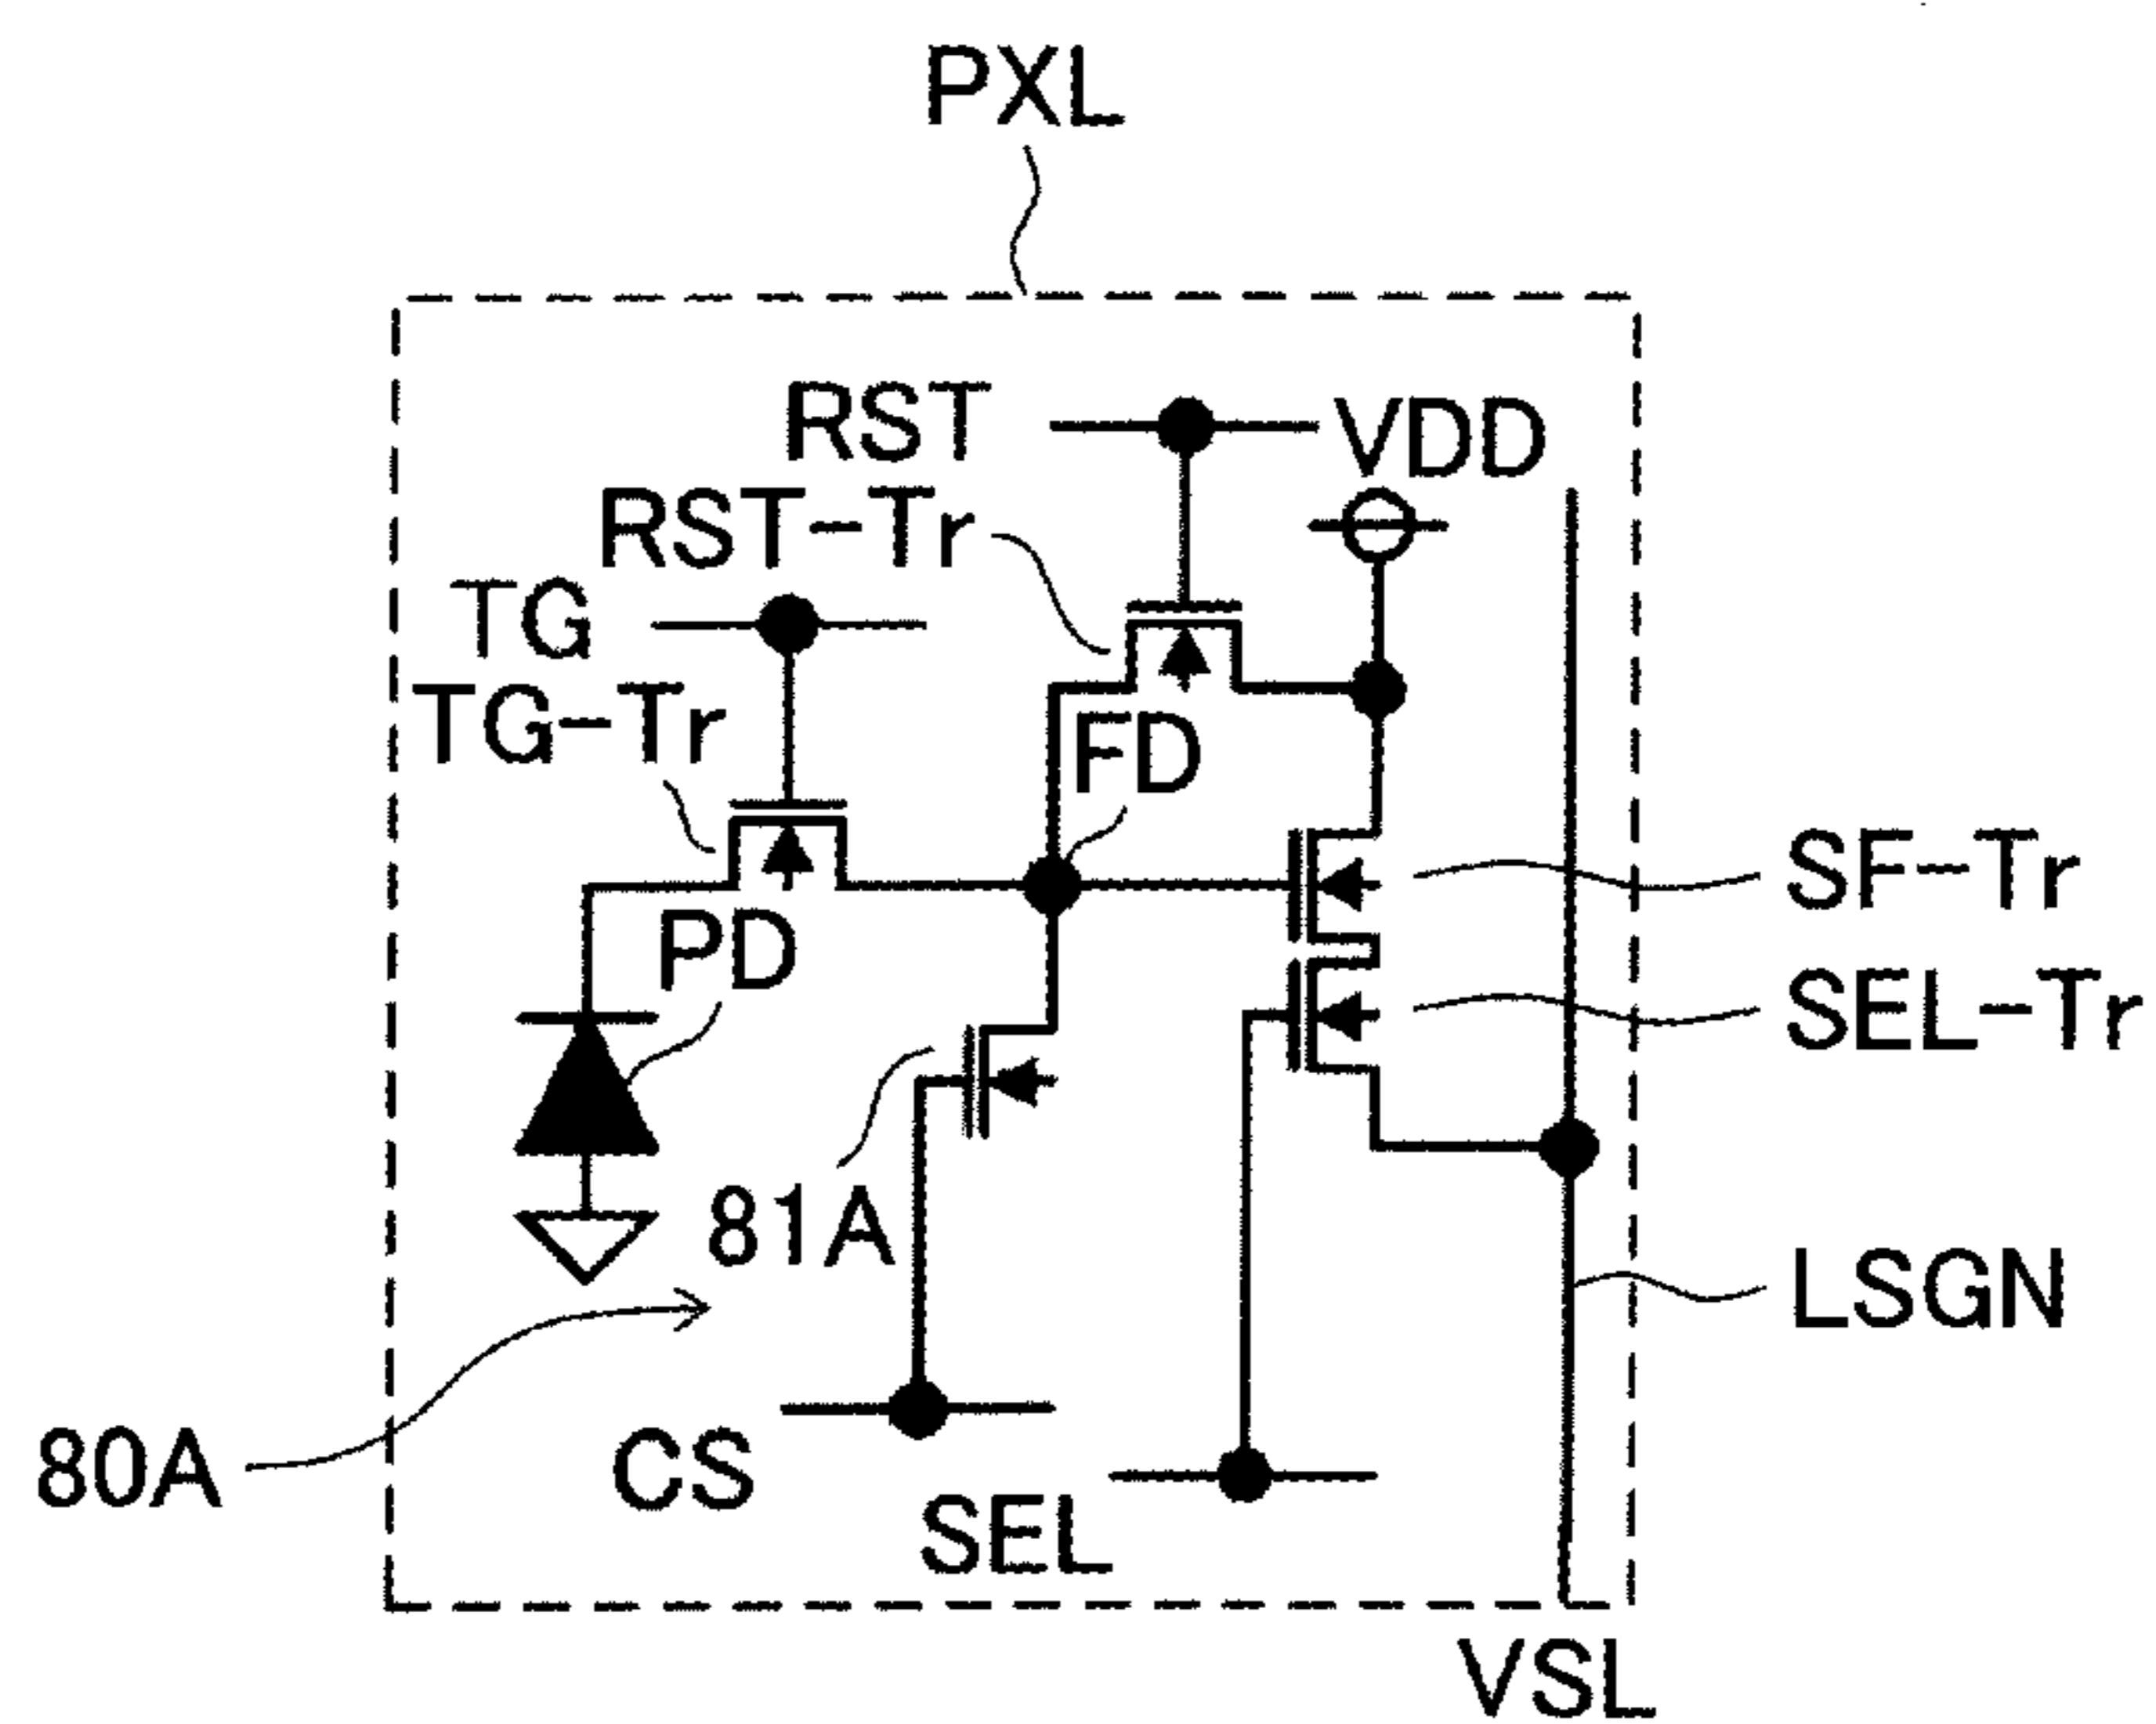 PXL
RST
VDD
RST-Tr
TG
TG-Tr
FD
SF-Tr
PD
SEL-Tr
81A
LSGN
80A
CS
SEL
VSL